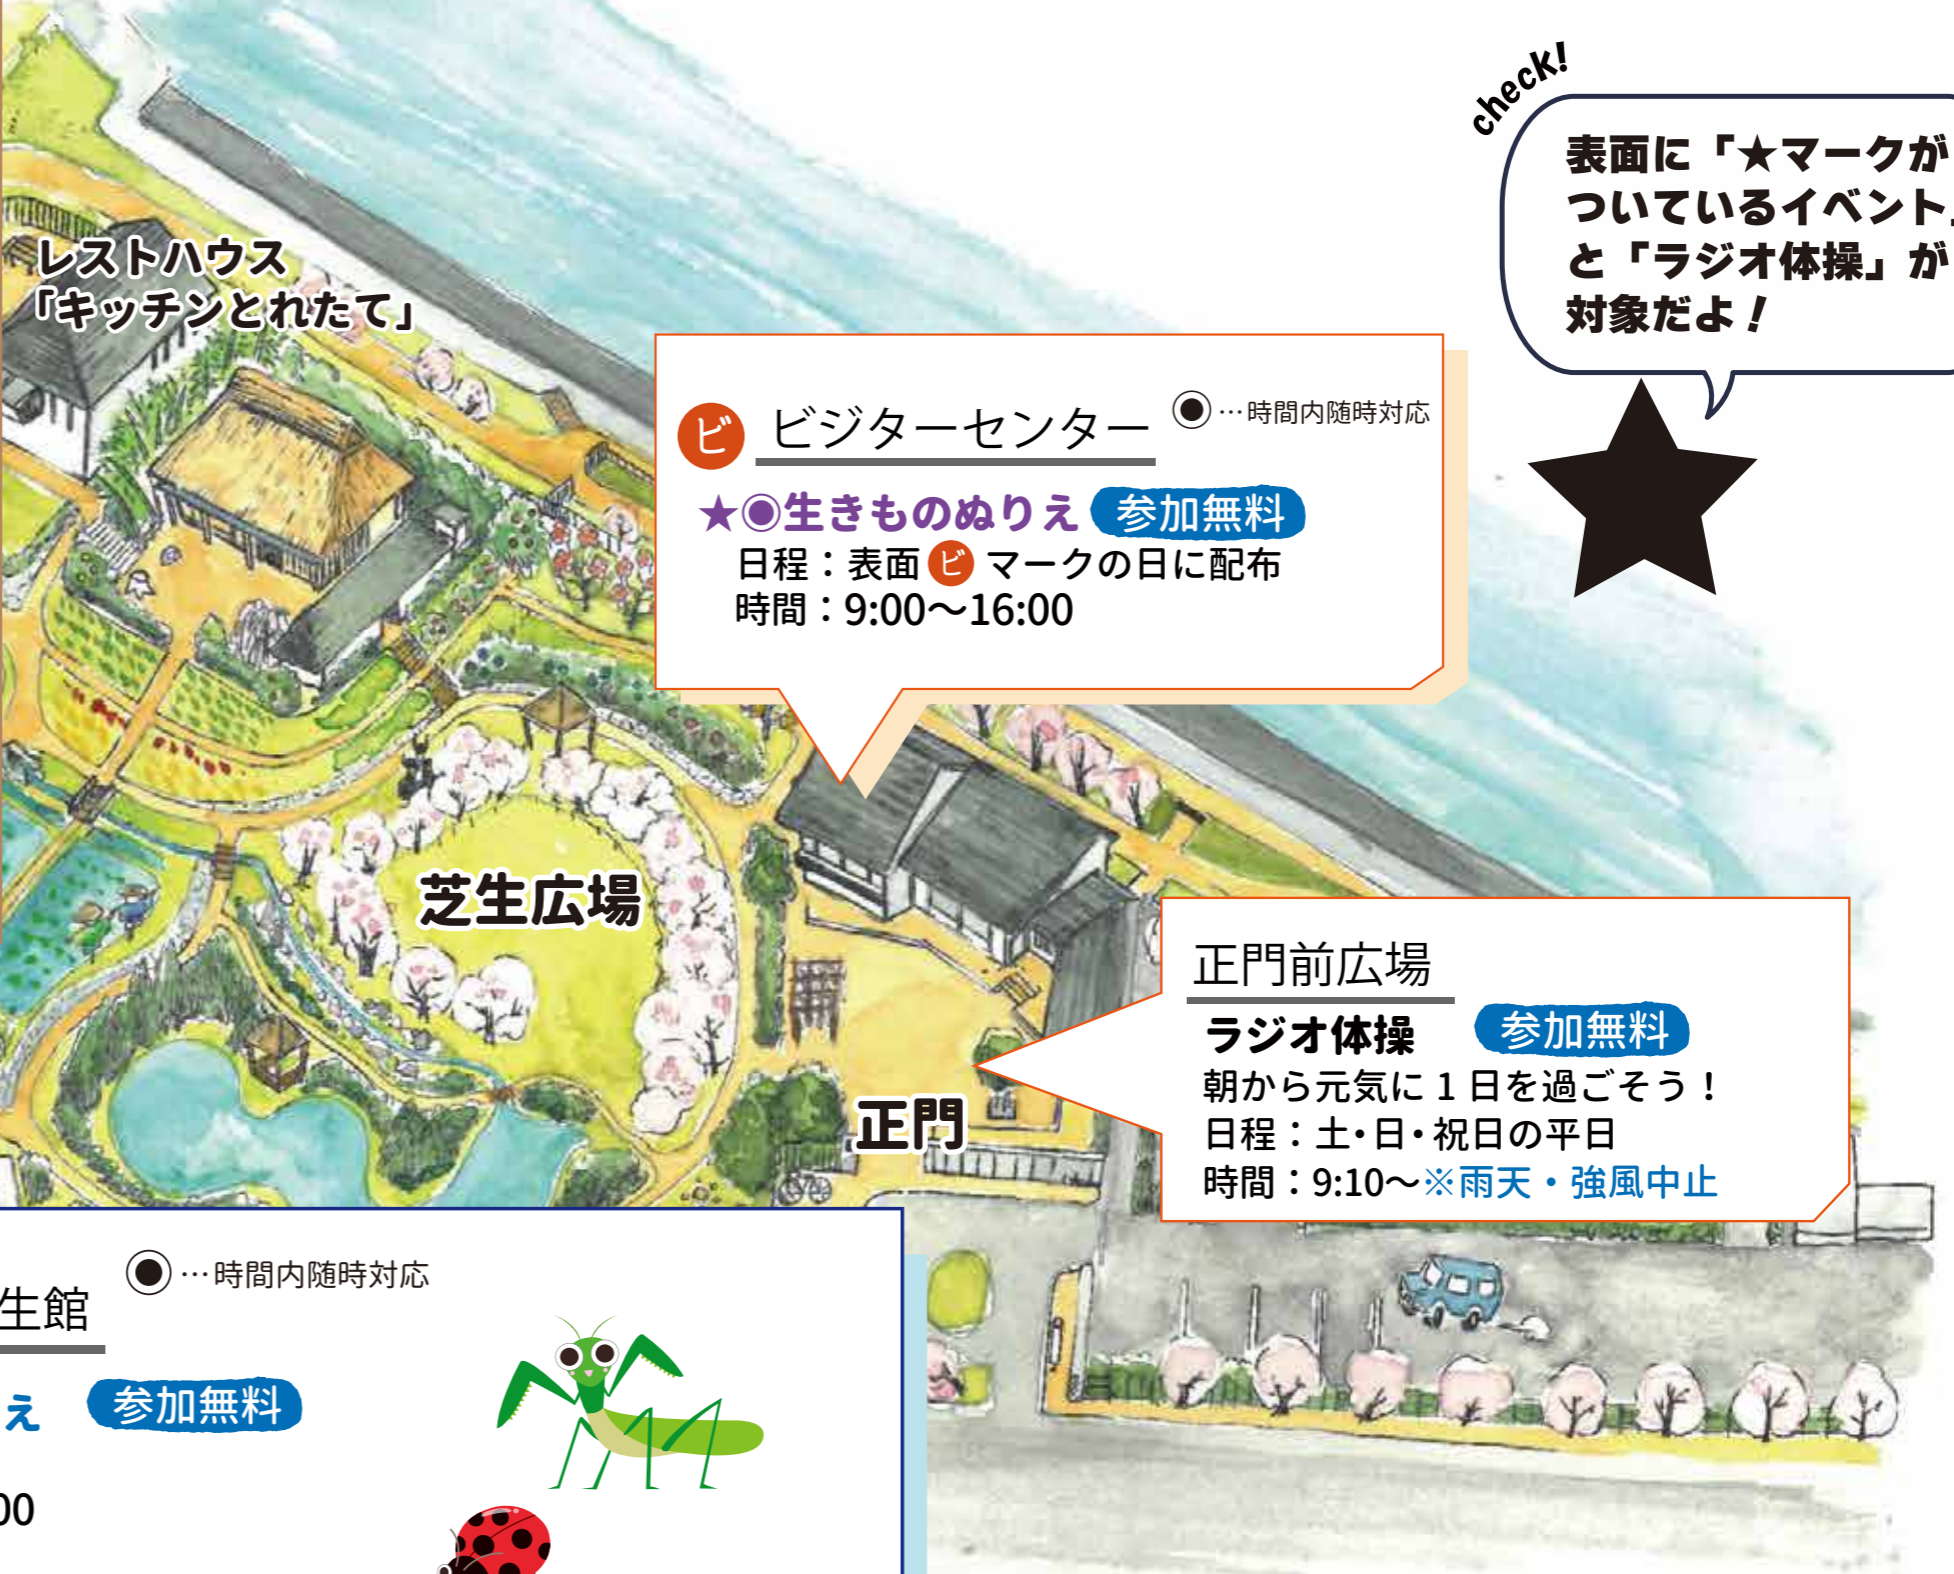 check!
表面に「★マークが
ついているイベント」
と「ラジオ体操」が
対象だよ！
レストハウス
「キッチンとれたて」
ビ ビジターセンター ◉…時間内随時対応
★◉生きものぬりえ 参加無料
日程：表面 ビ マークの日に配布
時間：9:00〜16:00
芝生広場
正門前広場
ラジオ体操 参加無料
朝から元気に 1 日を過ごそう！
日程：土・日・祝日の平日
時間：9:10〜※雨天・強風中止
正門
◉…時間内随時対応
生館
え 参加無料
00